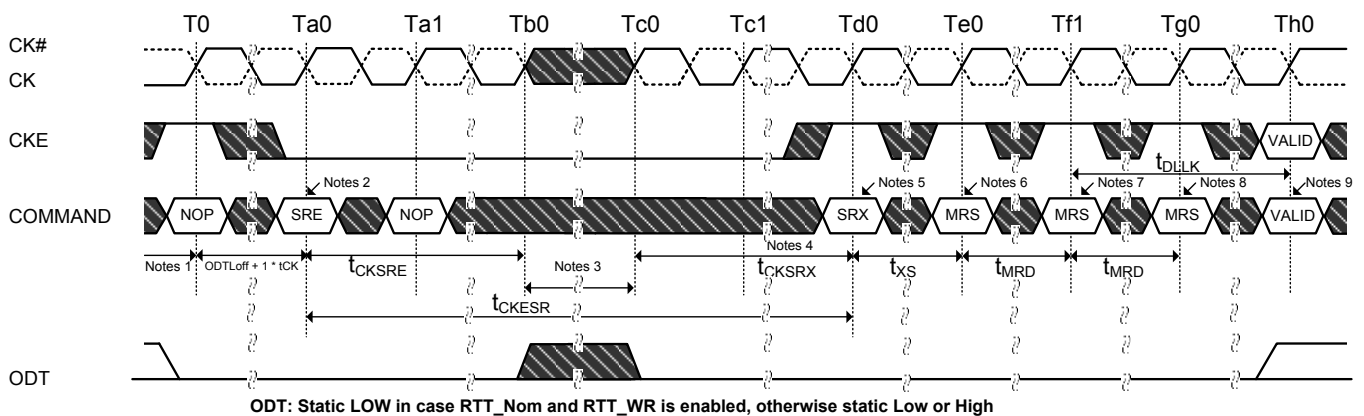 T0 Ta0 Ta1 Tb0 Tc0 Tc1 Td0 Te0 Tf1 Tg0 Th0
CK#
CK
CKE
VALID
tDLLK
Notes 2 Notes 5 Notes 6 Notes 7 Notes 8 Notes 9
COMMAND NOP SRE NOP SRX MRS MRS MRS VALID
Notes 1 ODTLoff + 1 * tCK tCKSRE Notes 3 Notes 4 tCKSRX tXS tMRD tMRD
tCKESR
ODT
ODT: Static LOW in case RTT_Nom and RTT_WR is enabled, otherwise static Low or High